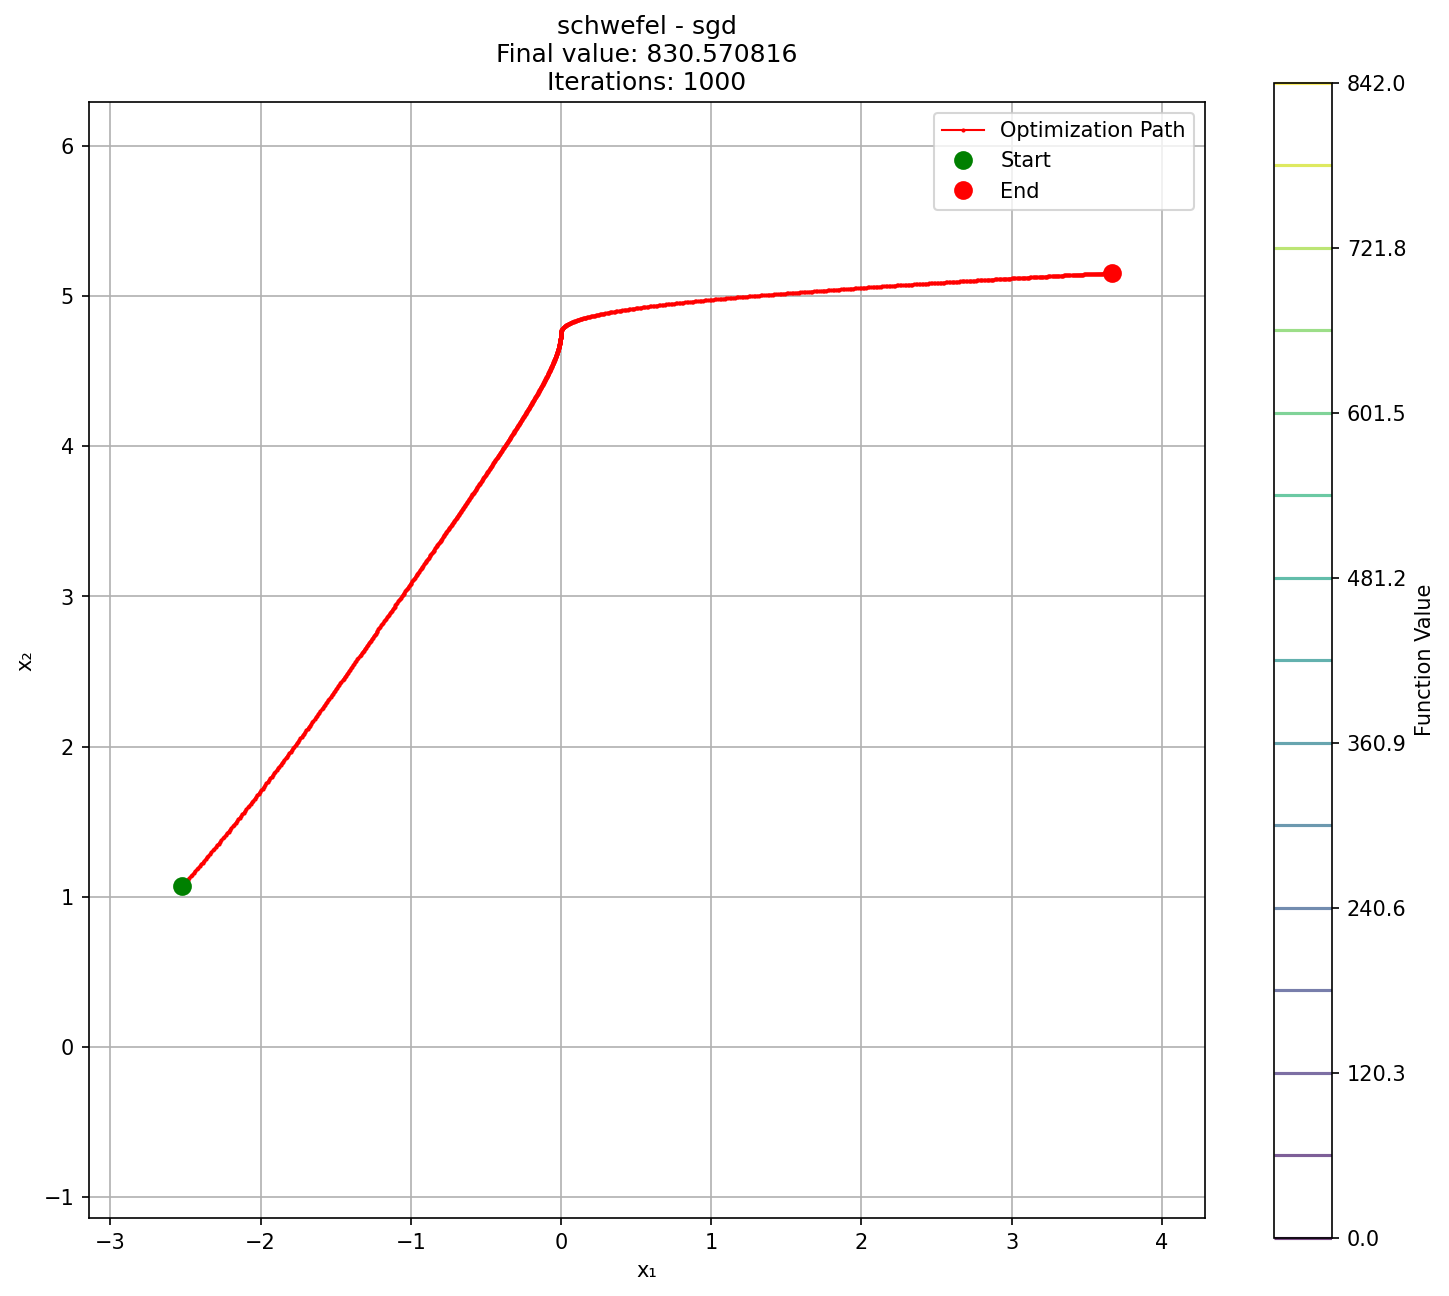 schwefel - sgd
Final value: 830.570816
Iterations: 1000
Optimization Path
Start
End
6
5
4
3
2
1
0
−1
x₂
−3
−2
−1
0
1
2
3
4
x₁
842.0
721.8
601.5
481.2
360.9
240.6
120.3
0.0
Function Value